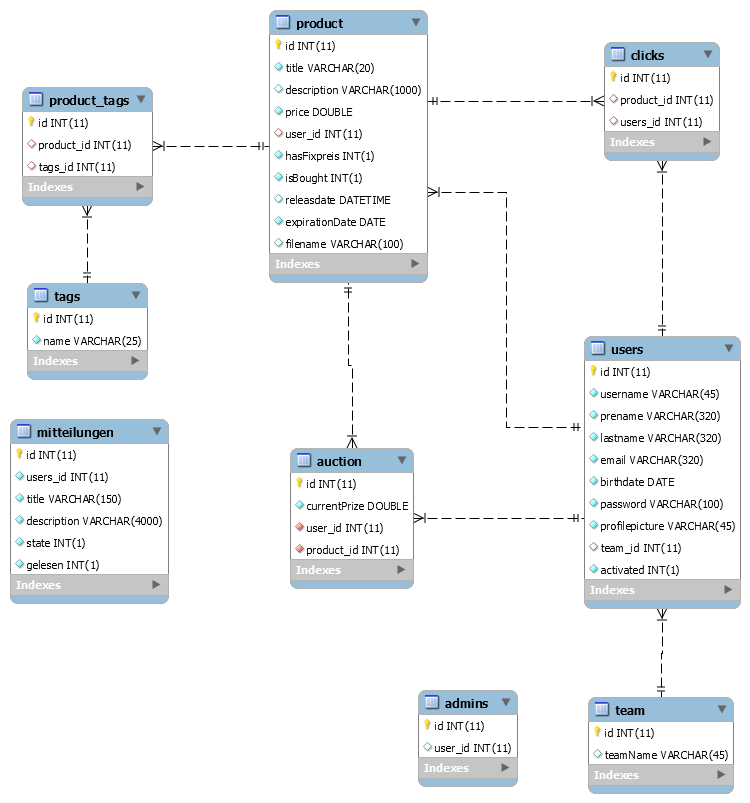 product
id INT(11)
title VARCHAR(20)
description VARCHAR(1000)
price DOUBLE
user_id INT(11)
hasFixpreis INT(1)
isBought INT(1)
releasdate DATETIME
expirationDate DATE
filename VARCHAR(100)
Indexes
clicks
id INT(11)
product_id INT(11)
users_id INT(11)
Indexes
product_tags
id INT(11)
product_id INT(11)
tags_id INT(11)
Indexes
tags
id INT(11)
name VARCHAR(25)
Indexes
users
id INT(11)
username VARCHAR(45)
prename VARCHAR(320)
lastname VARCHAR(320)
email VARCHAR(320)
birthdate DATE
password VARCHAR(100)
profilepicture VARCHAR(45)
team_id INT(11)
activated INT(1)
Indexes
mitteilungen
id INT(11)
users_id INT(11)
title VARCHAR(150)
description VARCHAR(4000)
state INT(1)
gelesen INT(1)
Indexes
auction
id INT(11)
currentPrize DOUBLE
user_id INT(11)
product_id INT(11)
Indexes
admins
id INT(11)
user_id INT(11)
Indexes
team
id INT(11)
teamName VARCHAR(45)
Indexes